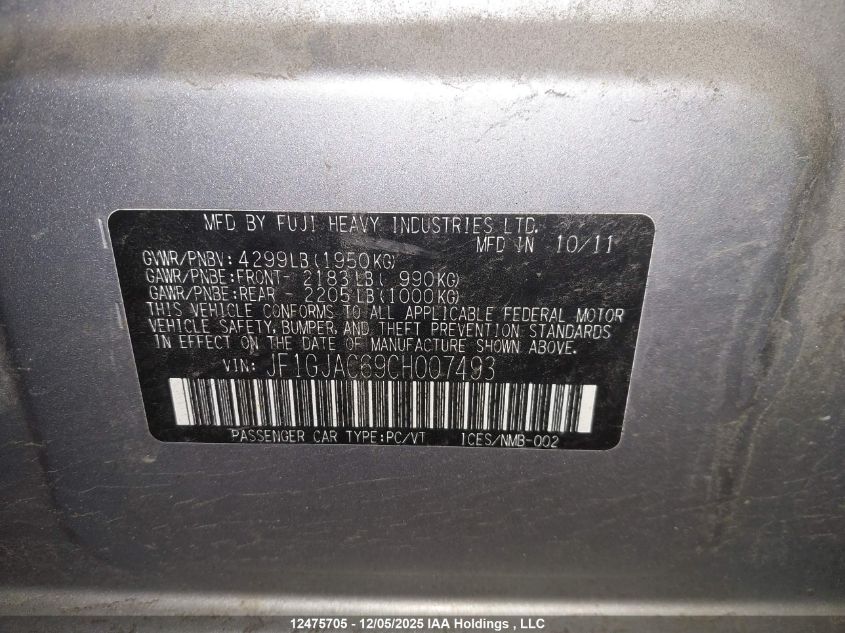 MFD BY FUJI HEAVY INDUSTRIES LTD.
MFD IN 10/11
GVWR/PNBV: 4299LB (1950KG)
GAWR/PNBE:FRONT- 2183LB( 990KG)
GAWR/PNBE:REAR - 2205LB(1000KG)
THIS VEHICLE CONFORMS TO ALL APPLICABLE FEDERAL MOTOR
VEHICLE SAFETY, BUMPER, AND THEFT PREVENTION STANDARDS
IN EFFECT ON THE DATE OF MANUFACTURE SHOWN ABOVE.
VIN: JF1GJAC69CH007493
PASSENGER CAR TYPE:PC/VT ICES/NMB-002
12475705 - 12/05/2025 IAA Holdings , LLC